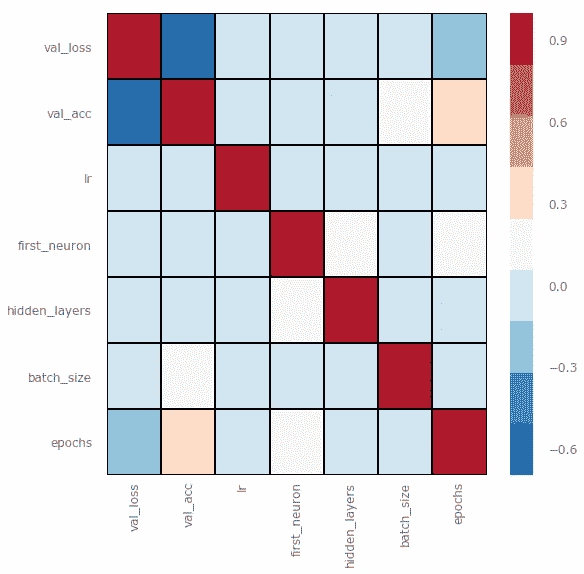 val_loss
val_acc
lr
first_neuron
hidden_layers
batch_size
epochs
val_loss
val_acc
lr
first_neuron
hidden_layers
batch_size
epochs
0.9
0.6
0.3
0.0
−0.3
−0.6